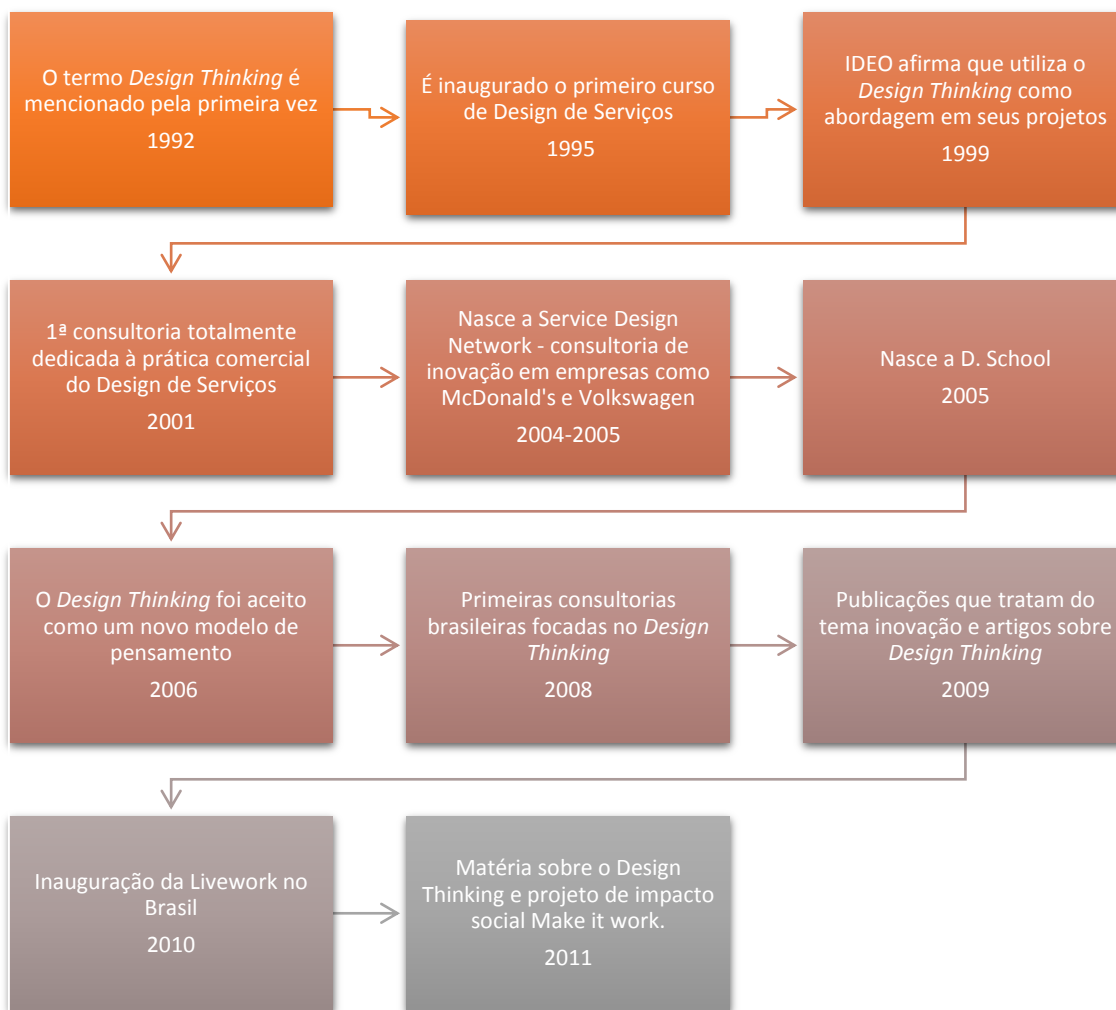 O termo Design Thinking é
mencionado pela primeira vez
1992
É inaugurado o primeiro curso
de Design de Serviços
1995
IDEO afirma que utiliza o
Design Thinking como
abordagem em seus projetos
1999
1ª consultoria totalmente
dedicada à prática comercial
do Design de Serviços
2001
Nasce a Service Design
Network - consultoria de
inovação em empresas como
McDonald's e Volkswagen
2004-2005
Nasce a D. School
2005
O Design Thinking foi aceito
como um novo modelo de
pensamento
2006
Primeiras consultorias
brasileiras focadas no Design
Thinking
2008
Publicações que tratam do
tema inovação e artigos sobre
Design Thinking
2009
Inauguração da Livework no
Brasil
2010
Matéria sobre o Design
Thinking e projeto de impacto
social Make it work.
2011